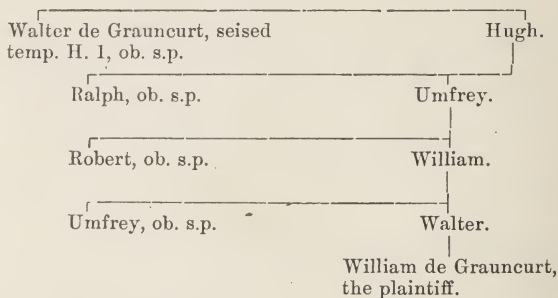 Walter de Grauncurt, seised Hugh.
temp. H. 1, ob. s.p.
Ralph, ob. s.p. Umfrey.
Robert, ob. s.p. William.
Umfrey, ob. s.p. Walter.
William de Grauncurt,
the plaintiff.